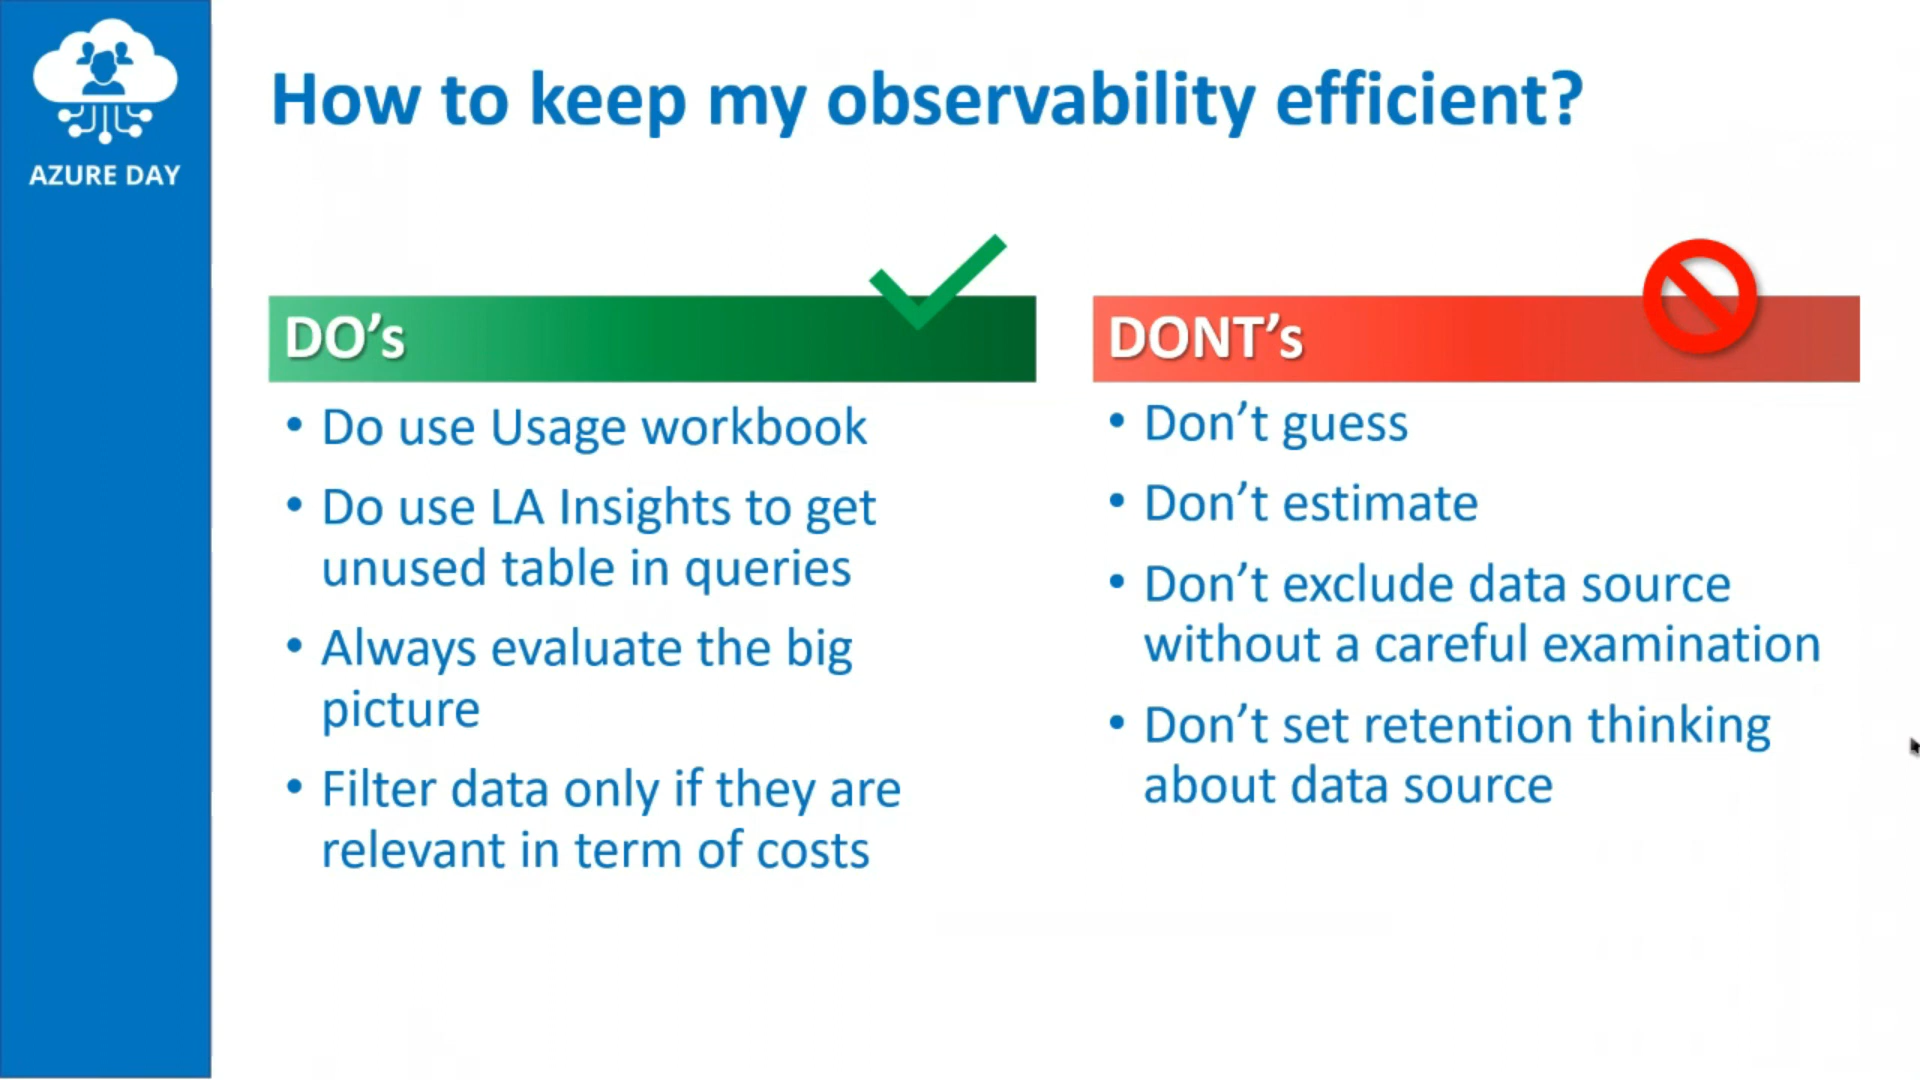 AZURE DAY
How to keep my observability efficient?
DO's
• Do use Usage workbook
• Do use LA Insights to get
unused table in queries
• Always evaluate the big
picture
• Filter data only if they are
relevant in term of costs
DONT's
• Don't guess
• Don't estimate
• Don't exclude data source
without a careful examination
• Don't set retention thinking
about data source